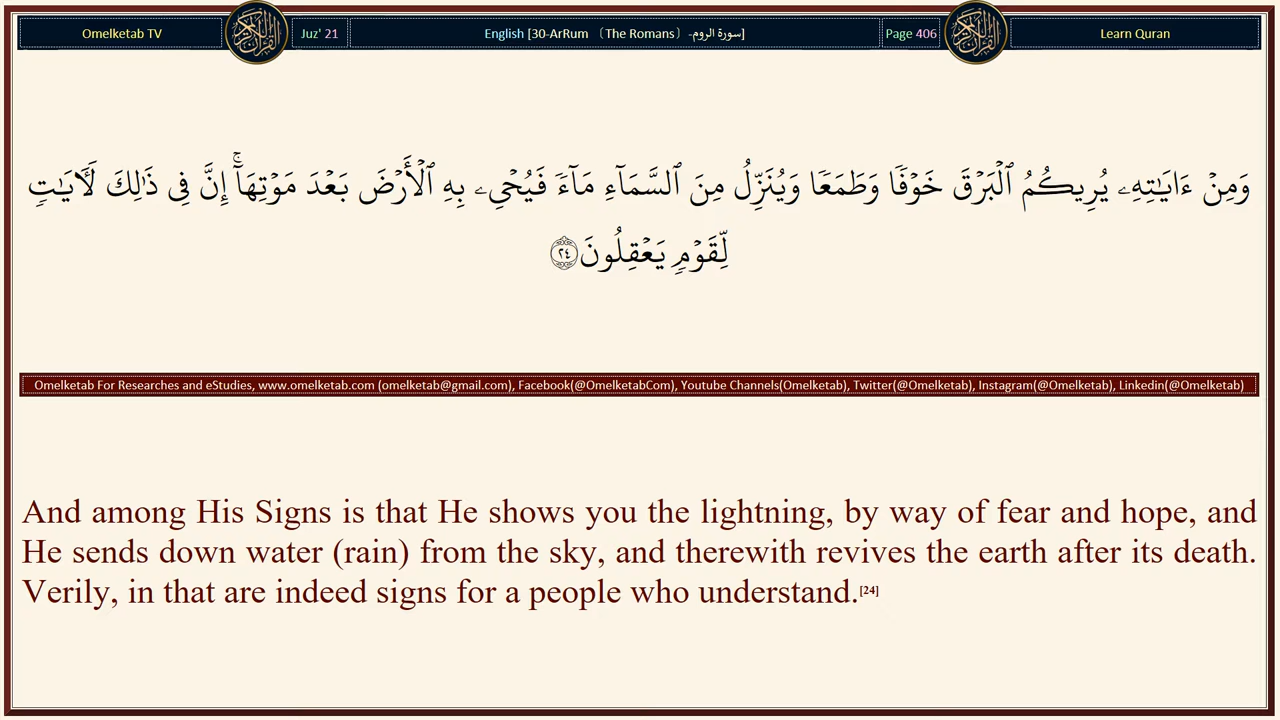 Omelketab TV
Juz' 21
English [30-ArRum 〔The Romans〕-سورة الروم]
Page 406
Learn Quran
وَمِنۡ ءَايَٰتِهِۦ يُرِيكُمُ ٱلۡبَرۡقَ خَوۡفٗا وَطَمَعٗا وَيُنَزِّلُ مِنَ ٱلسَّمَآءِ مَآءٗ فَيُحۡيِۦ بِهِ ٱلۡأَرۡضَ بَعۡدَ مَوۡتِهَآۚ إِنَّ فِي ذَٰلِكَ لَأٓيَٰتٖ
لِّقَوۡمٖ يَعۡقِلُونَ ٢٤
Omelketab For Researches and eStudies, www.omelketab.com (omelketab@gmail.com), Facebook(@OmelketabCom), Youtube Channels(Omelketab), Twitter(@Omelketab), Instagram(@Omelketab), Linkedin(@Omelketab)
And among His Signs is that He shows you the lightning, by way of fear and hope, and
He sends down water (rain) from the sky, and therewith revives the earth after its death.
Verily, in that are indeed signs for a people who understand.[24]